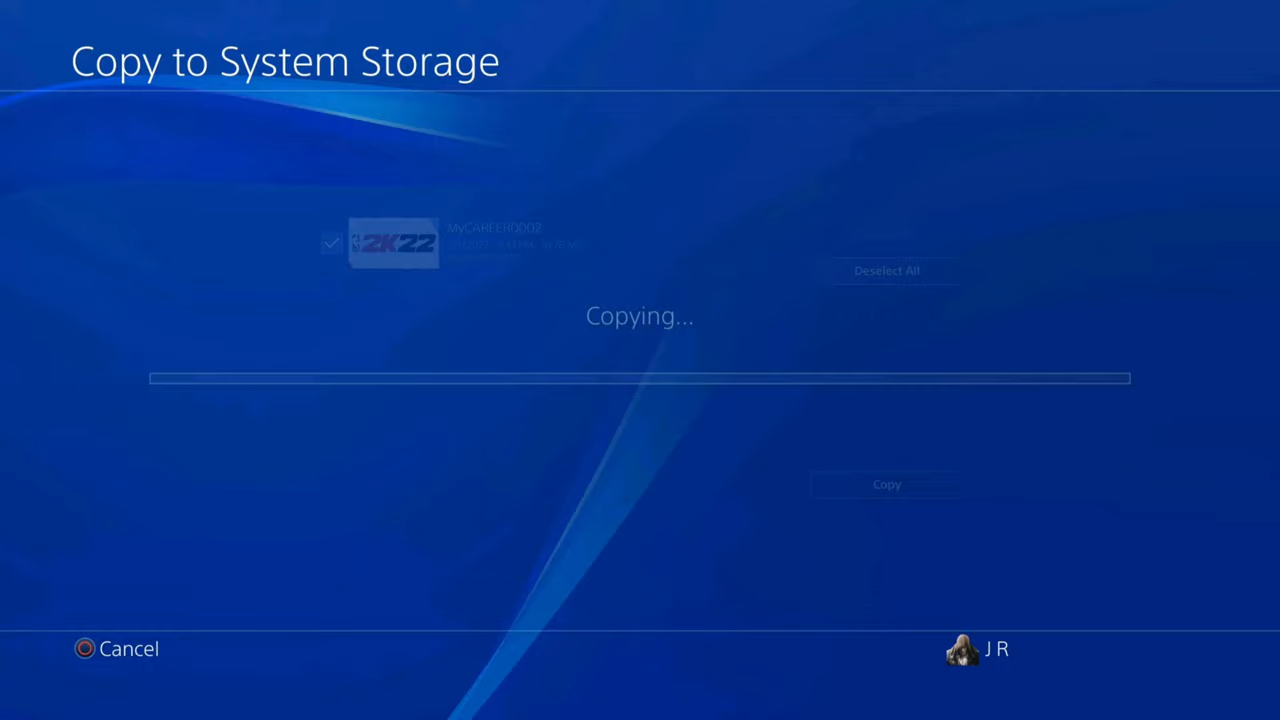 Copy to System Storage
2K22
MyCAREER0002
Deselect All
Copying...
Copy
Cancel
J R